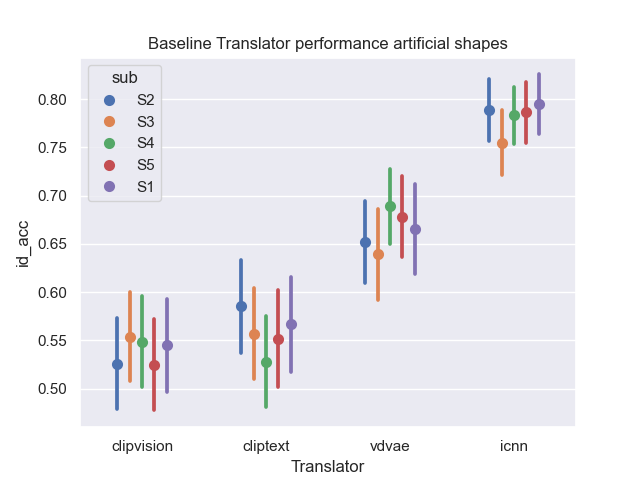 Baseline Translator performance artificial shapes
sub
S2
S3
S4
S5
S1
id_acc
0.80
0.75
0.70
0.65
0.60
0.55
0.50
clipvision cliptext vdvae icnn
Translator